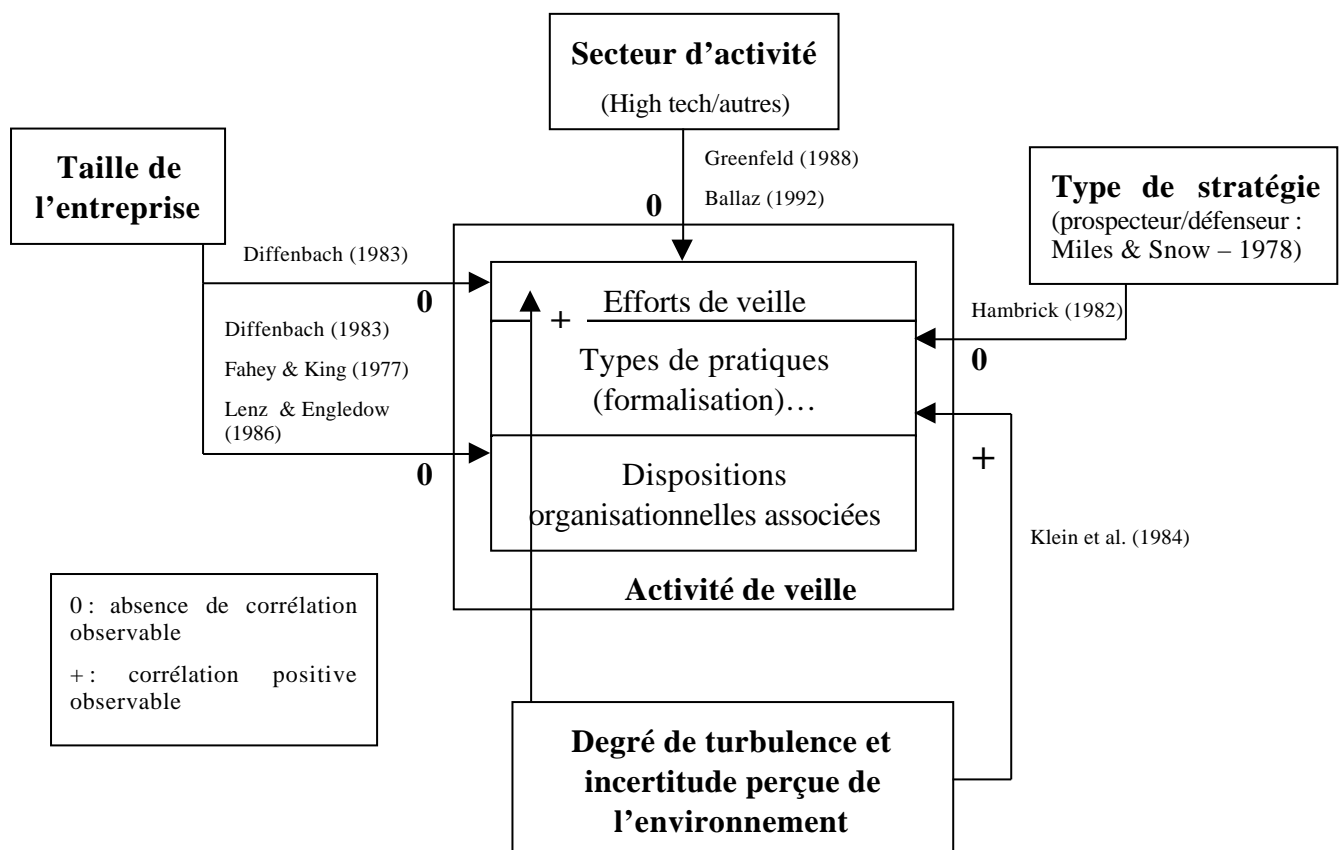 Secteur d’activité
(High tech/autres)
Taille de
l’entreprise
Greenfeld (1988)
Ballaz (1992)
0
Type de stratégie
(prospecteur/défenseur :
Miles & Snow – 1978)
Diffenbach (1983)
0
Diffenbach (1983)
Fahey & King (1977)
Lenz & Engledow
(1986)
0
Efforts de veille
+
Types de pratiques
(formalisation)…
Dispositions
organisationnelles associées
Activité de veille
Hambrick (1982)
0
+
Klein et al. (1984)
0 : absence de corrélation
observable
+ : corrélation positive
observable
Degré de turbulence et
incertitude perçue de
l’environnement